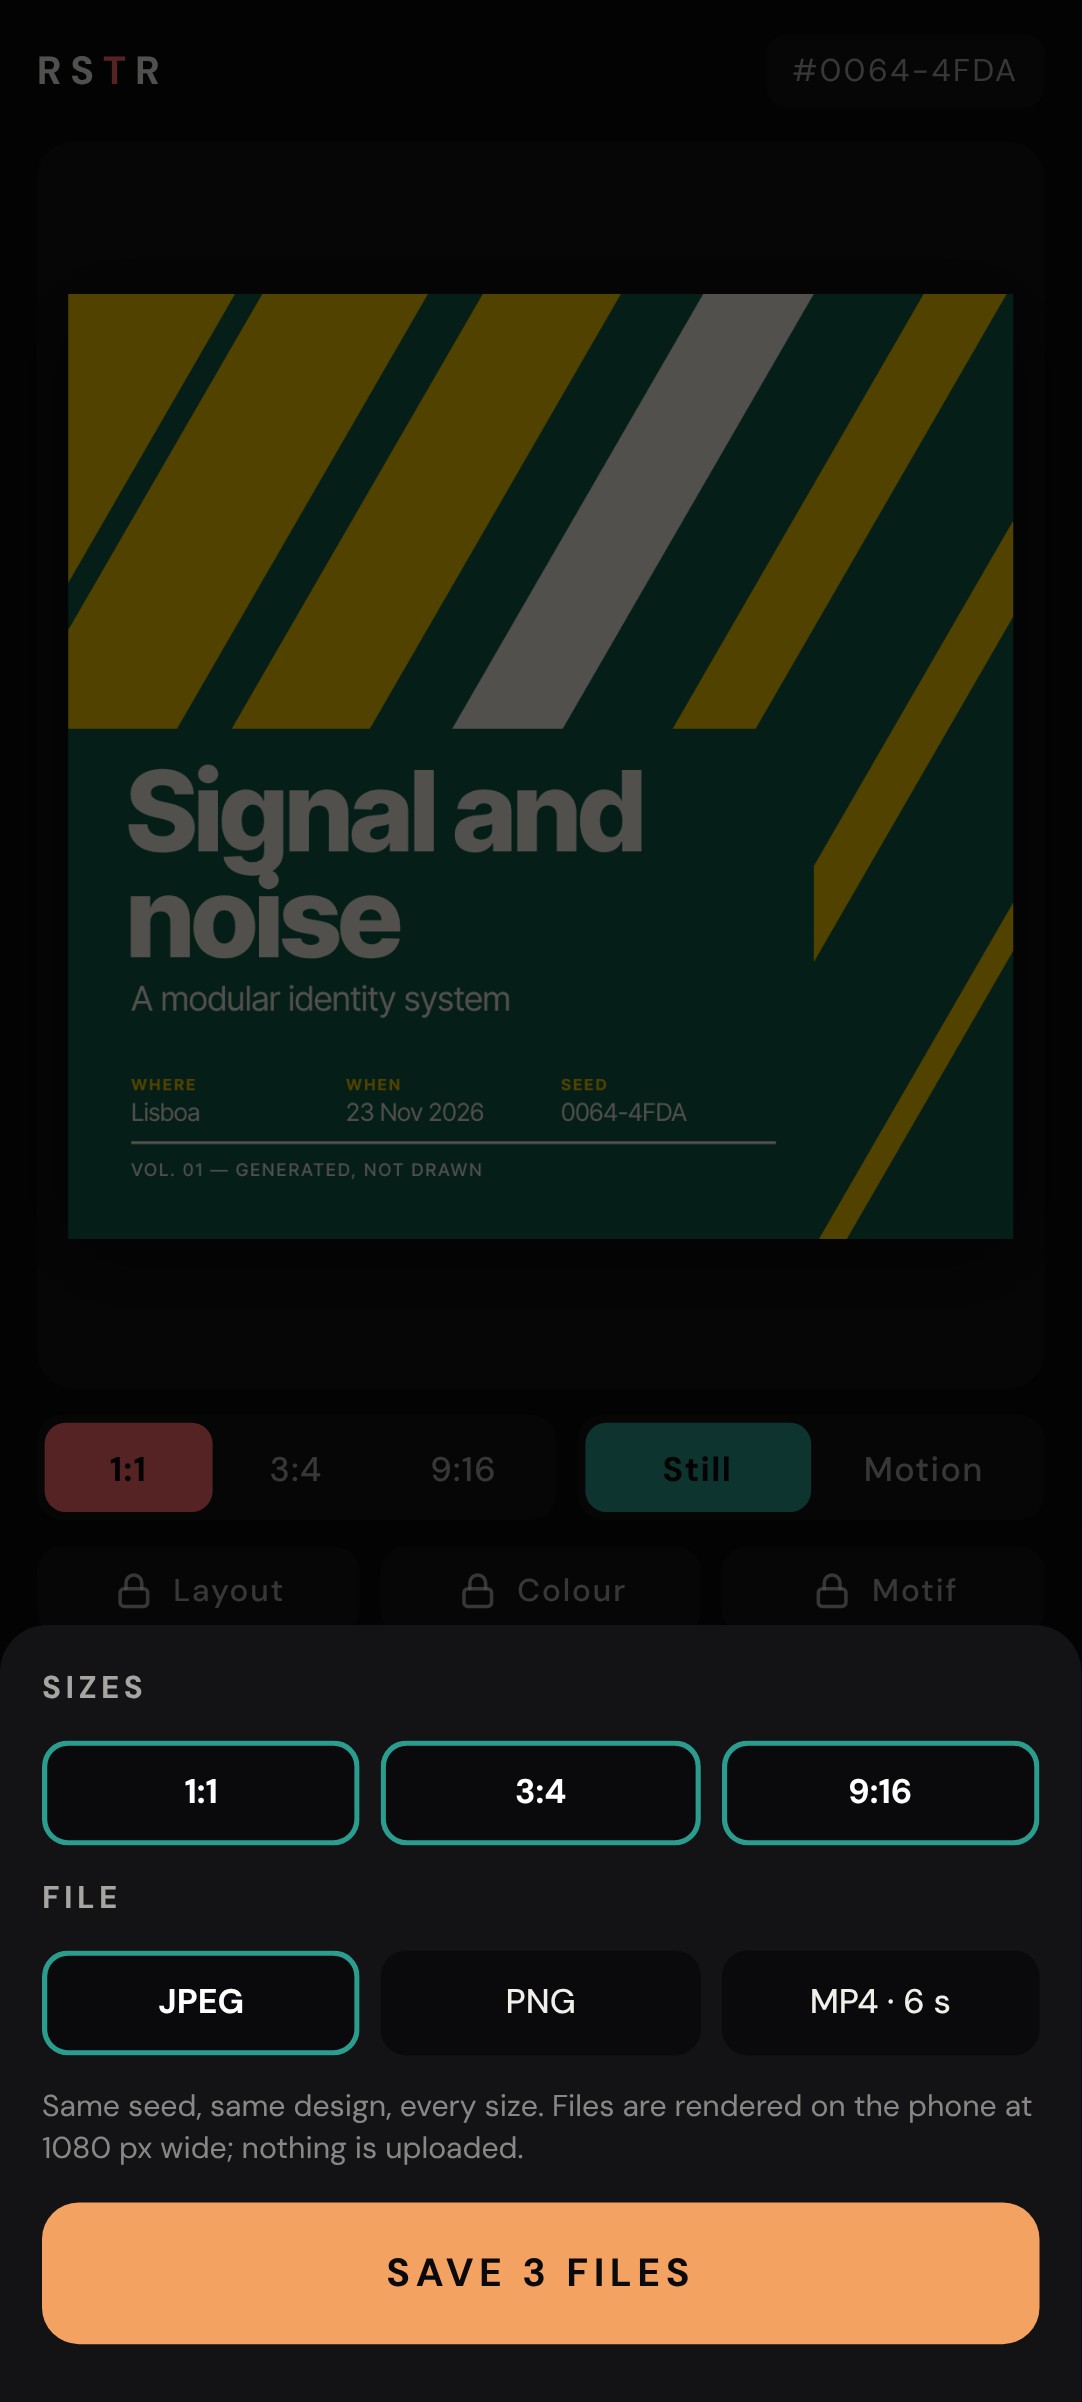 RSTR
#0064-4FDA
Signal and
noise
A modular identity system
WHERE WHEN SEED
Lisboa 23 Nov 2026 0064-4FDA
VOL. 01 — GENERATED, NOT DRAWN
1:1 3:4 9:16 Still Motion
Layout Colour Motif
SIZES
1:1 3:4 9:16
FILE
JPEG PNG MP4 · 6 s
Same seed, same design, every size. Files are rendered on the phone at
1080 px wide; nothing is uploaded.
SAVE 3 FILES